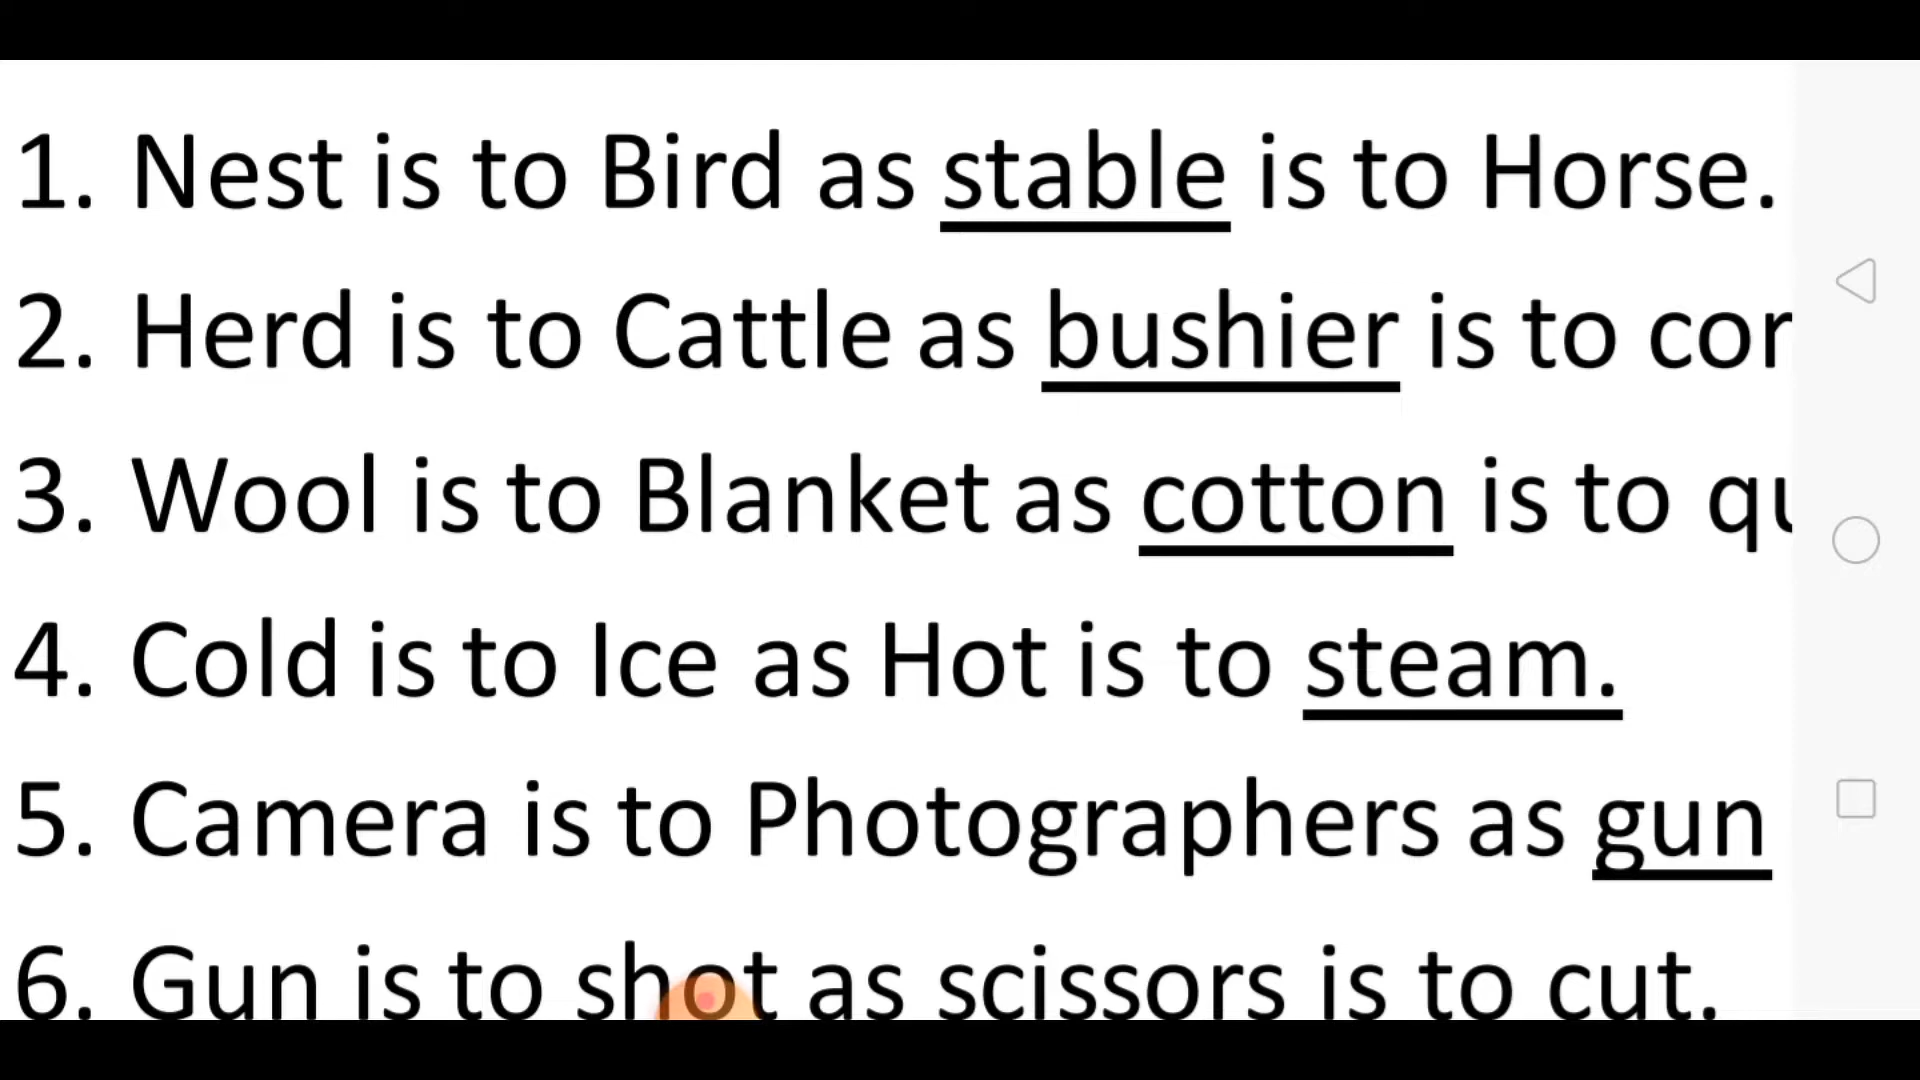 1. Nest is to Bird as stable is to Horse.
2. Herd is to Cattle as bushier is to
3. Wool is to Blanket as cotton is to
4. Cold is to Ice as Hot is to steam.
5. Camera is to Photographers as gun
6. Gun is to shot as scissors is to cut.